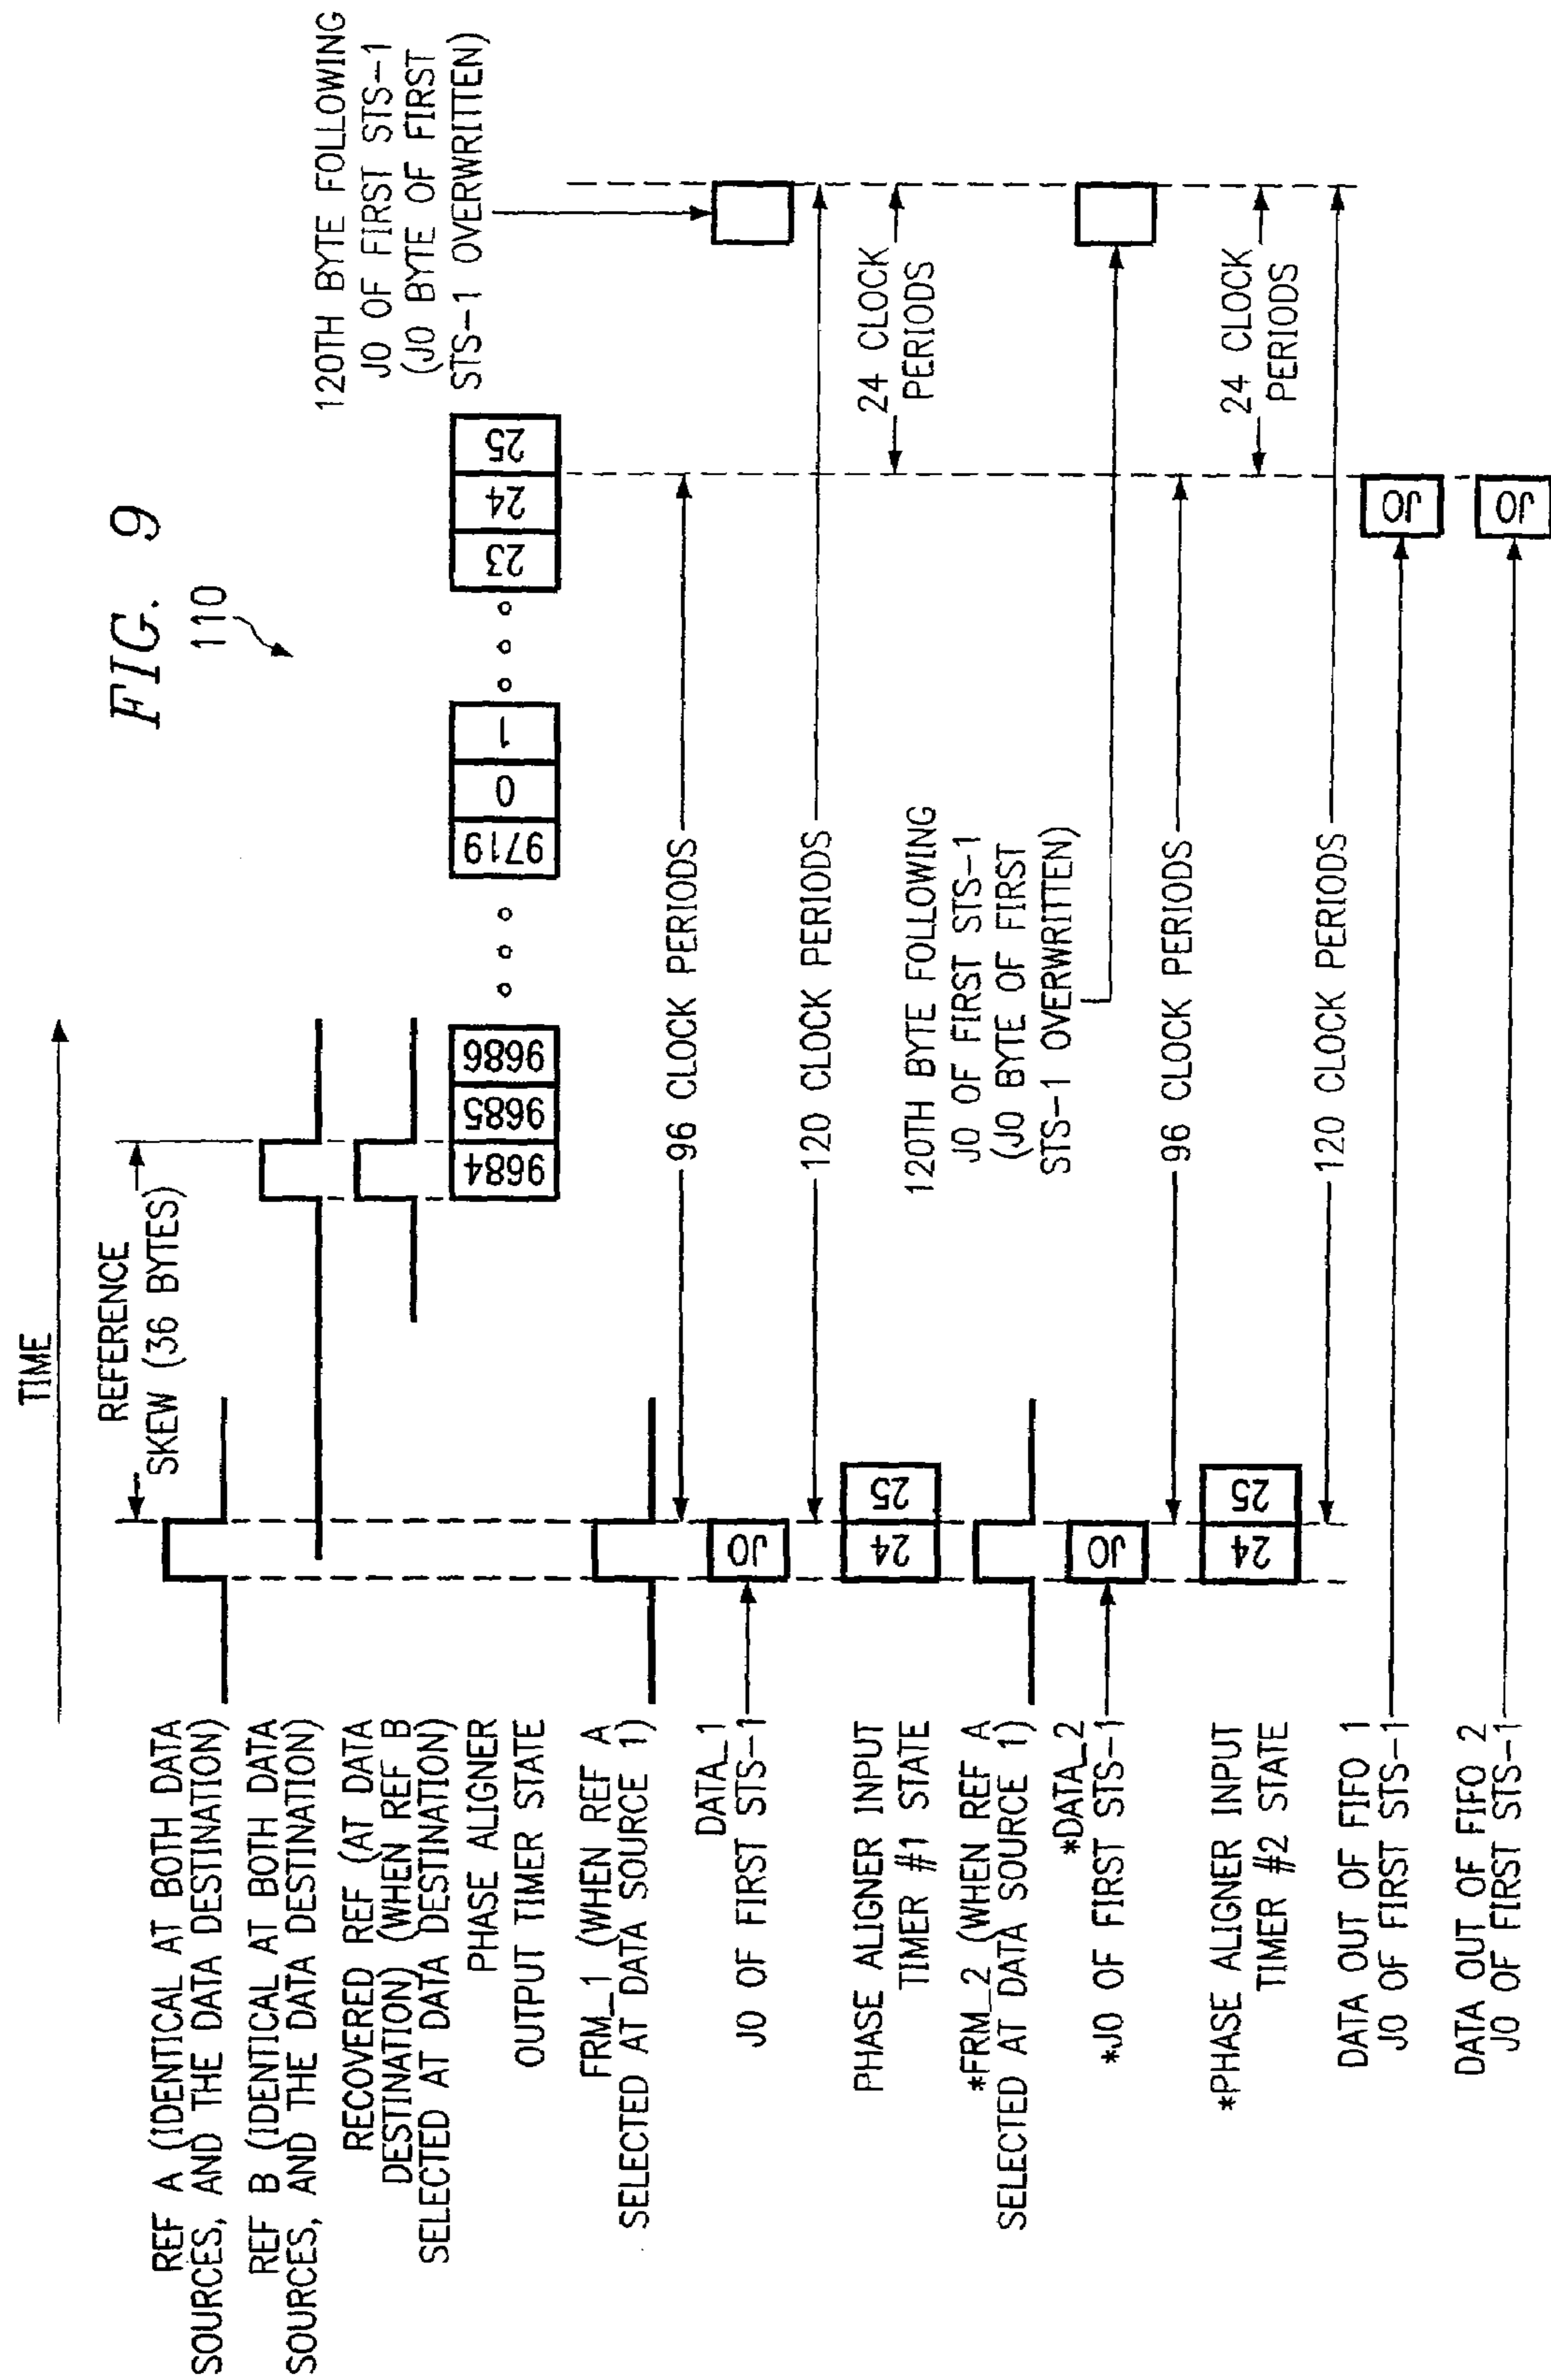 FIG. 9
110
TIME
REFERENCE
SKEW (36 BYTES)
REF A (IDENTICAL AT BOTH DATA
SOURCES, AND THE DATA DESTINATION)
REF B (IDENTICAL AT BOTH DATA
SOURCES, AND THE DATA DESTINATION)
RECOVERED REF (AT DATA
DESTINATION) (WHEN REF B
SELECTED AT DATA DESTINATION)
PHASE ALIGNER
OUTPUT TIMER STATE
9684 9685 9686 9719 0 1 23 24 25
120TH BYTE FOLLOWING
J0 OF FIRST STS-1
(J0 BYTE OF FIRST
STS-1 OVERWRITTEN)
FRM_1 (WHEN REF A
SELECTED AT DATA SOURCE 1)
96 CLOCK PERIODS
DATA_1
J0 OF FIRST STS-1
J0
120 CLOCK PERIODS
24 CLOCK
PERIODS
PHASE ALIGNER INPUT
TIMER #1 STATE
24 25
*FRM_2 (WHEN REF A
SELECTED AT DATA SOURCE 1)
120TH BYTE FOLLOWING
J0 OF FIRST STS-1
(J0 BYTE OF FIRST
STS-1 OVERWRITTEN)
*DATA_2
*J0 OF FIRST STS-1
J0
96 CLOCK PERIODS
24 CLOCK
PERIODS
*PHASE ALIGNER INPUT
TIMER #2 STATE
24 25
120 CLOCK PERIODS
DATA OUT OF FIFO 1
J0 OF FIRST STS-1
J0
DATA OUT OF FIFO 2
J0 OF FIRST STS-1
J0